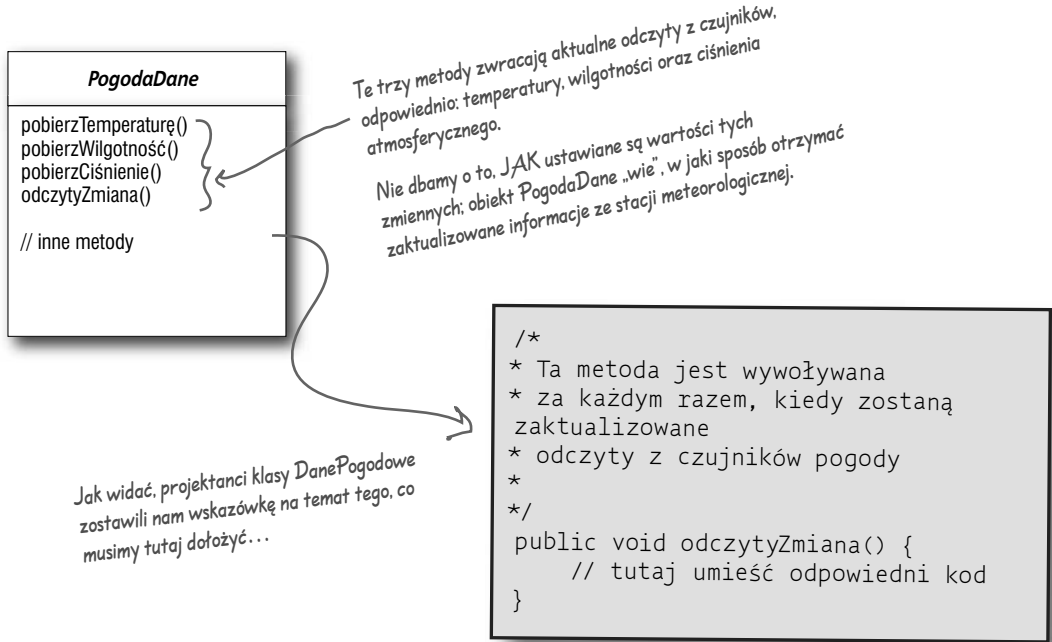 PogodaDane
pobierzTemperaturę()
pobierzWilgotność()
pobierzCiśnienie()
odczytyZmiana()
// inne metody
Te trzy metody zwracają aktualne odczyty z czujników,
odpowiednio: temperatury, wilgotności oraz ciśnienia
atmosferycznego.
Nie dbamy o to, JAK ustawiane są wartości tych
zmiennych; obiekt PogodaDane „wie”, w jaki sposób otrzymać
zaktualizowane informacje ze stacji meteorologicznej.
Jak widać, projektanci klasy DanePogodowe
zostawili nam wskazówkę na temat tego, co
musimy tutaj dołożyć...
/*
* Ta metoda jest wywoływana
* za każdym razem, kiedy zostaną
zaktualizowane
* odczyty z czujników pogody
*
*/
public void odczytyZmiana() {
// tutaj umieść odpowiedni kod
}